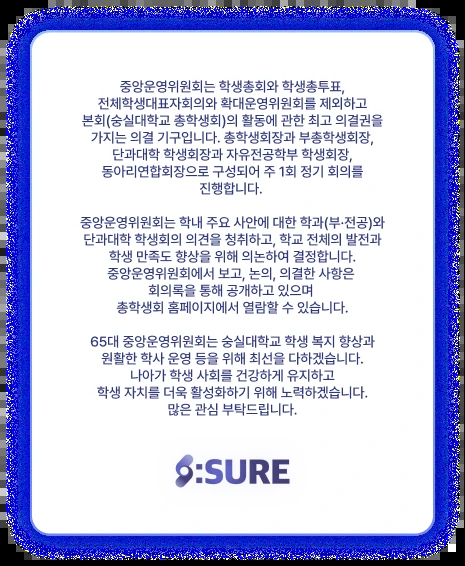 중앙운영위원회는 학생총회와 학생총투표,
전체학생대표자회의와 확대운영위원회를 제외하고
본회(숭실대학교 총학생회)의 활동에 관한 최고 의결권을
가지는 의결 기구입니다. 총학생회장과 부총학생회장,
단과대학 학생회장과 자유전공학부 학생회장,
동아리연합회장으로 구성되어 주 1회 정기 회의를
진행합니다.
중앙운영위원회는 학내 주요 사안에 대한 학과(부·전공)와
단과대학 학생회의 의견을 청취하고, 학교 전체의 발전과
학생 만족도 향상을 위해 의논하여 결정합니다.
중앙운영위원회에서 보고, 논의, 의결한 사항은
회의록을 통해 공개하고 있으며
총학생회 홈페이지에서 열람할 수 있습니다.
65대 중앙운영위원회는 숭실대학교 학생 복지 향상과
원활한 학사 운영 등을 위해 최선을 다하겠습니다.
나아가 학생 사회를 건강하게 유지하고
학생 자치를 더욱 활성화하기 위해 노력하겠습니다.
많은 관심 부탁드립니다.
:SURE